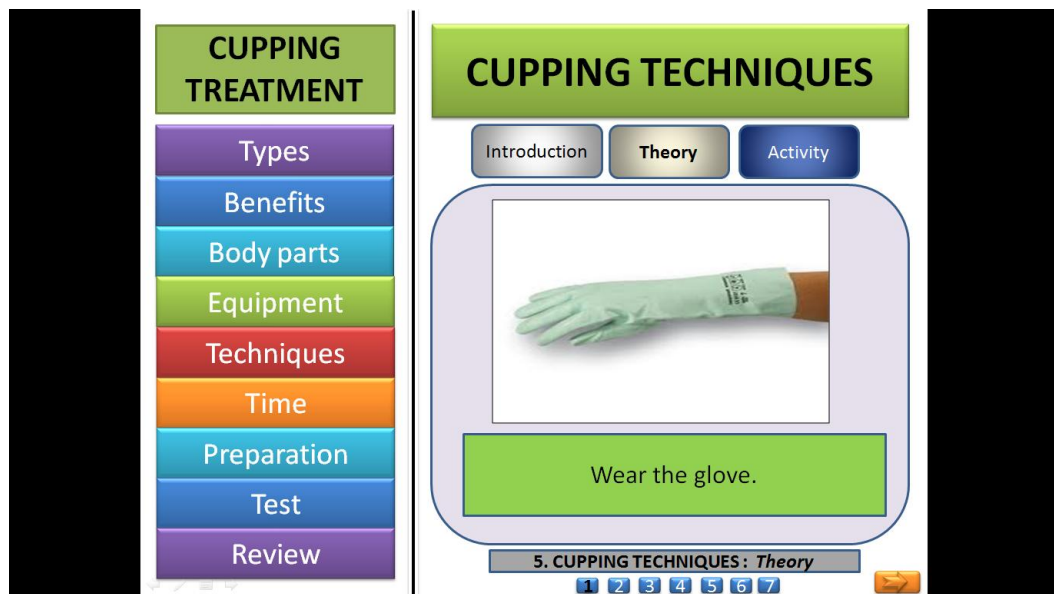 CUPPING
TREATMENT
Types
Benefits
Body parts
Equipment
Techniques
Time
Preparation
Test
Review
CUPPING TECHNIQUES
Introduction
Theory
Activity
Wear the glove.
5. CUPPING TECHNIQUES : Theory
1 2 3 4 5 6 7